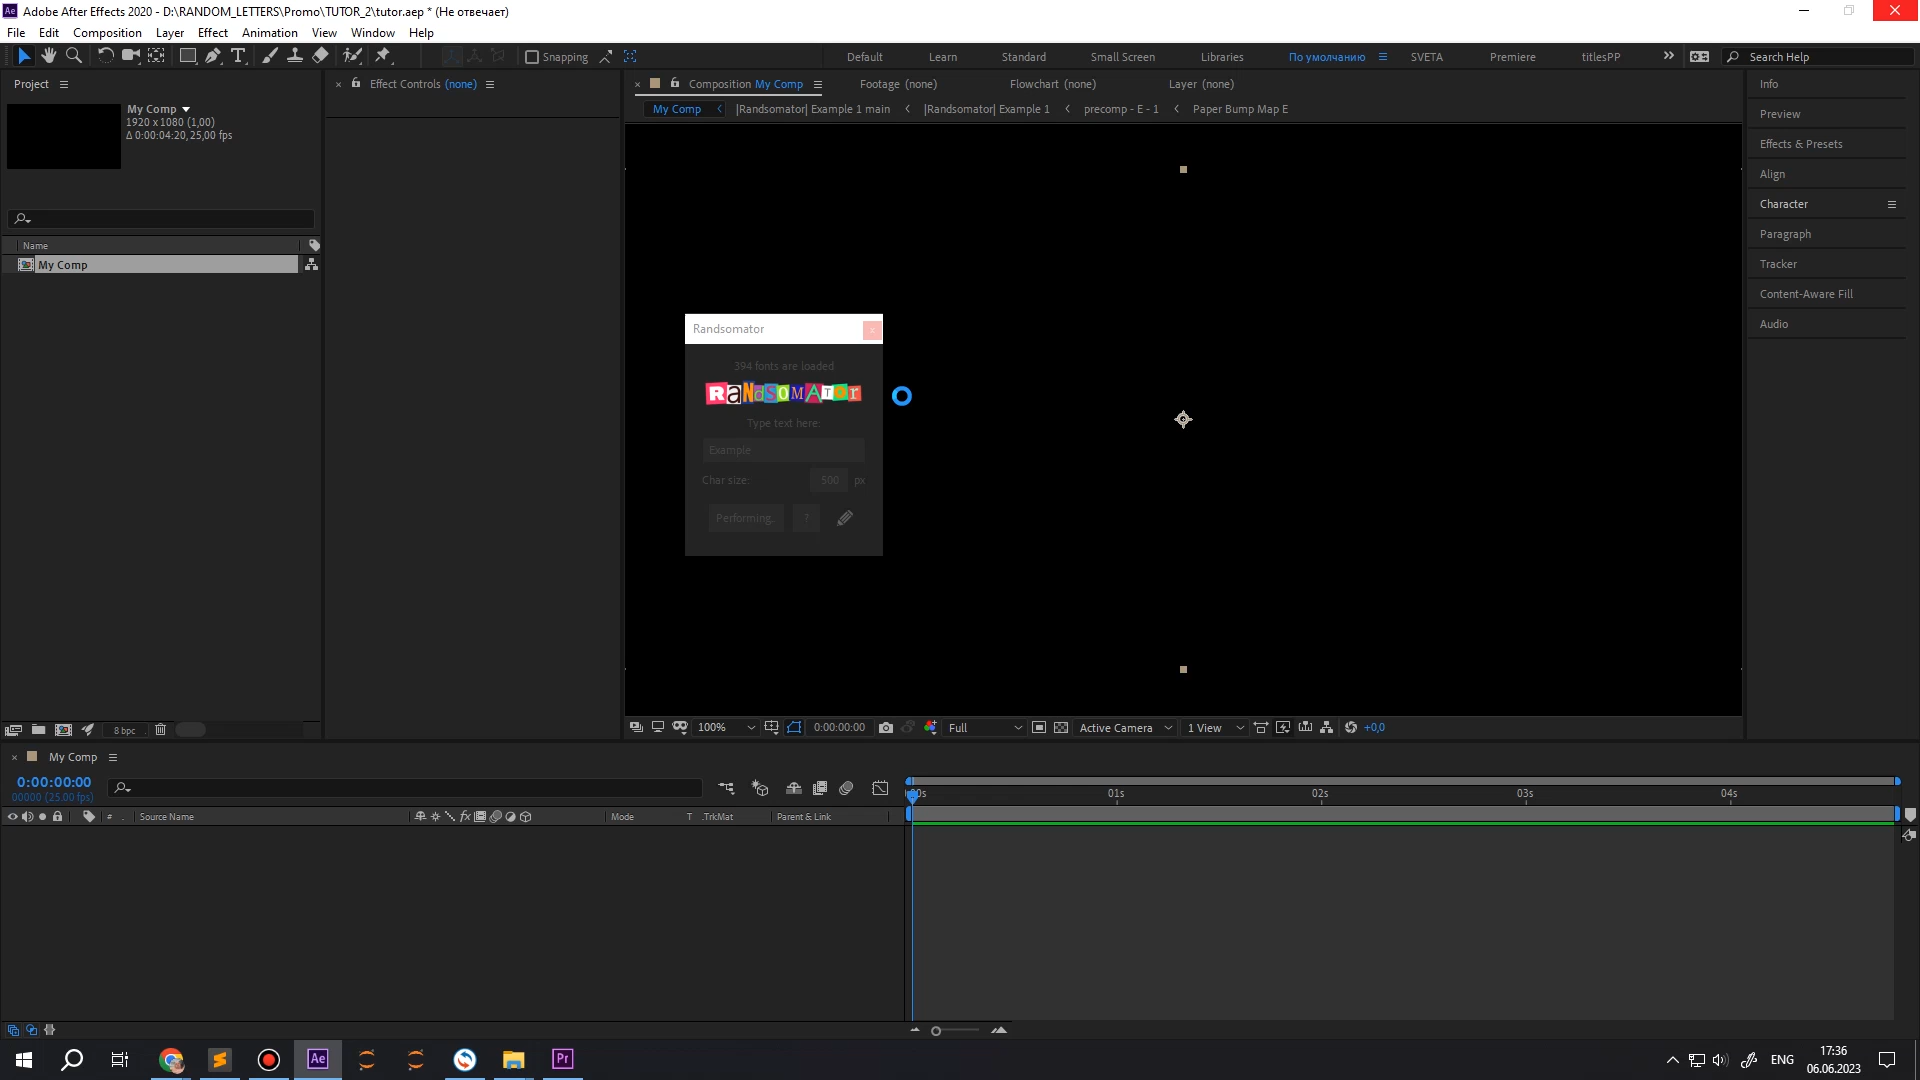 Adobe After Effects 2020 - D:\RANDOM_LETTERS\Promo\TUTOR_2\tutor.aep * (Не отвечает)
File Edit Composition Layer Effect Animation View Window Help
Snapping
Default Learn Standard Small Screen Libraries По умолчанию SVETA Premiere titlesPP Search Help
Project
My Comp
1920 x 1080 (1,00)
Δ 0:00:04:20, 25,00 fps
Name
My Comp
8 bpc
Effect Controls (none)
Composition My Comp Footage (none) Flowchart (none) Layer (none)
My Comp |Randsomator| Example 1 main |Randsomator| Example 1 precomp - E - 1 Paper Bump Map E
Randsomator x
394 fonts are loaded
RaNdSOMATor
Type text here:
Example
Char size: 500 px
Performing.. ?
100% 0:00:00:00 Full Active Camera 1 View +0,0
Info
Preview
Effects & Presets
Align
Character
Paragraph
Tracker
Content-Aware Fill
Audio
My Comp
0:00:00:00
00000 (25.00 fps)
# Source Name fx Mode T .TrkMat Parent & Link
00s 01s 02s 03s 04s
Ae Pr
ENG
17:36
06.06.2023